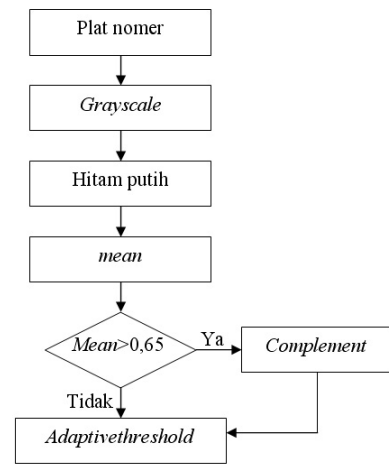 Plat nomer
Grayscale
Hitam putih
mean
Mean>0,65
Ya
Complement
Tidak
Adaptivethreshold